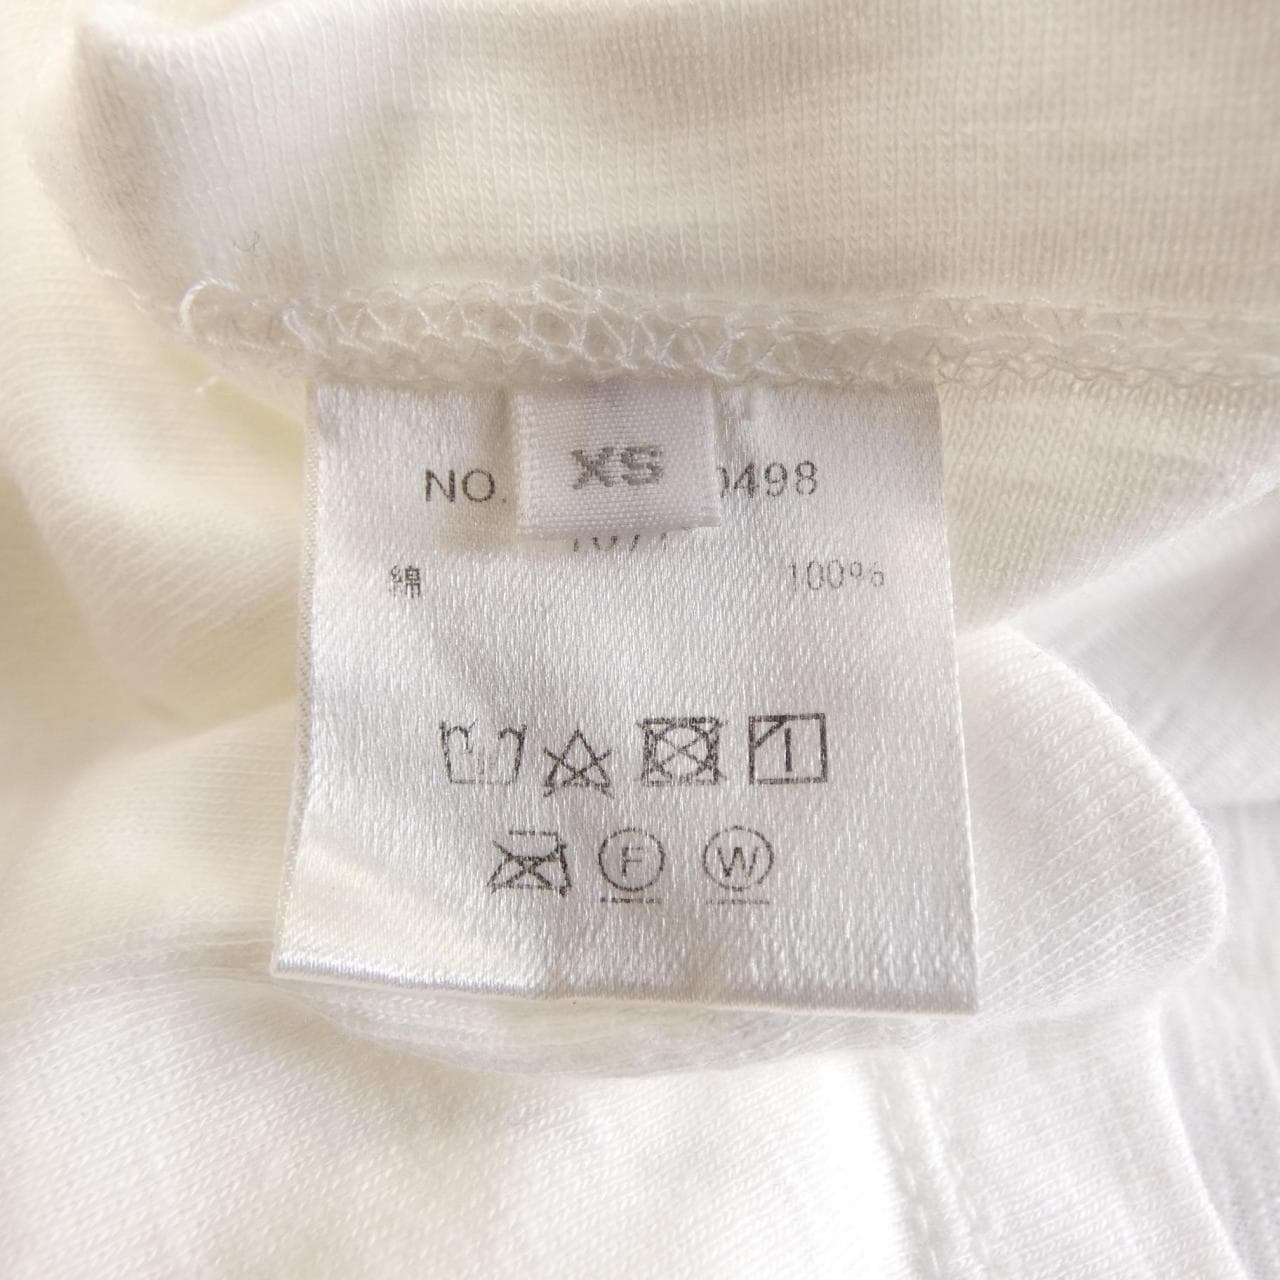 XS
NO. 0498
綿 100%
F W